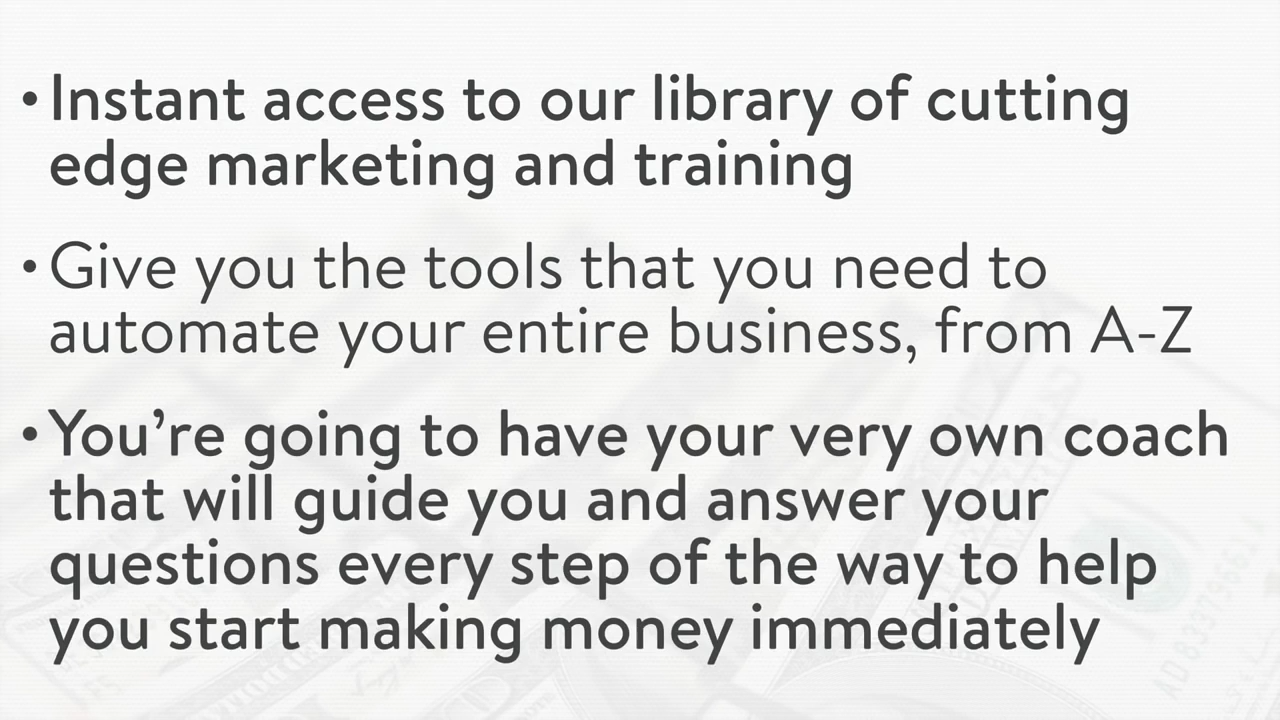 • Instant access to our library of cutting
edge marketing and training
• Give you the tools that you need to
automate your entire business, from A-Z
• You’re going to have your very own coach
that will guide you and answer your
questions every step of the way to help
you start making money immediately